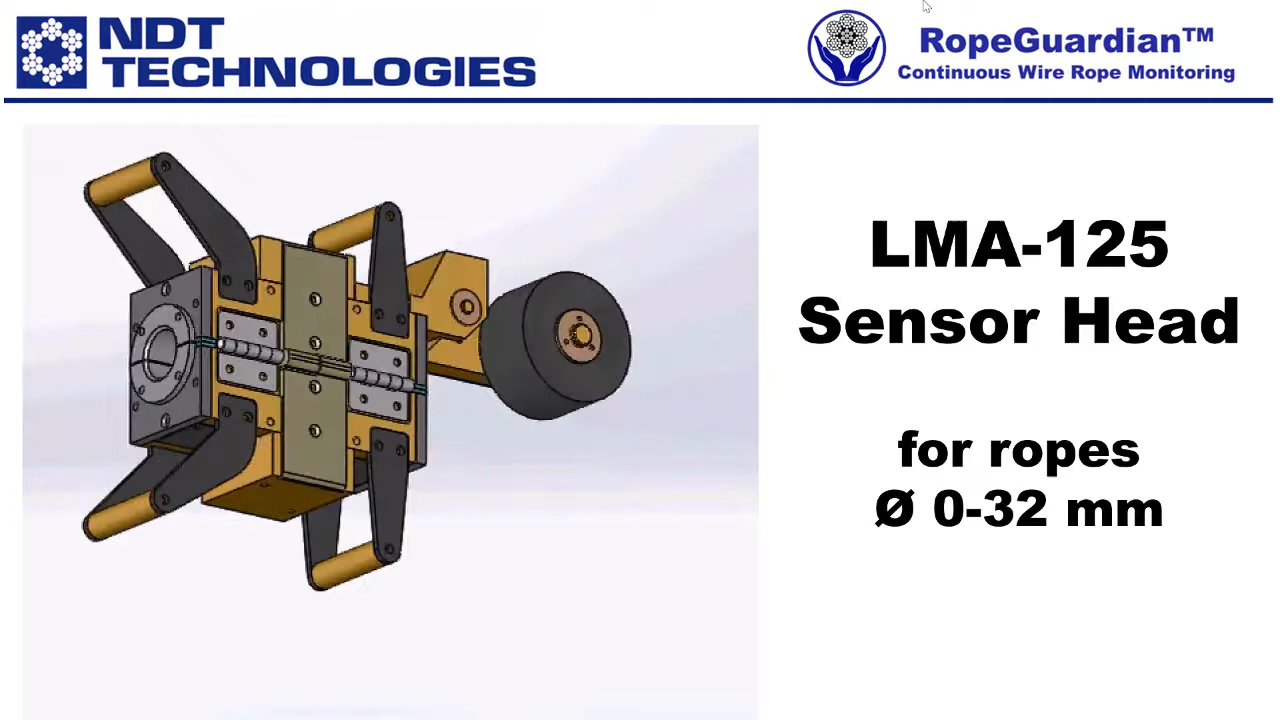 NDT
TECHNOLOGIES
RopeGuardian™
Continuous Wire Rope Monitoring
LMA-125
Sensor Head
for ropes
Ø 0-32 mm